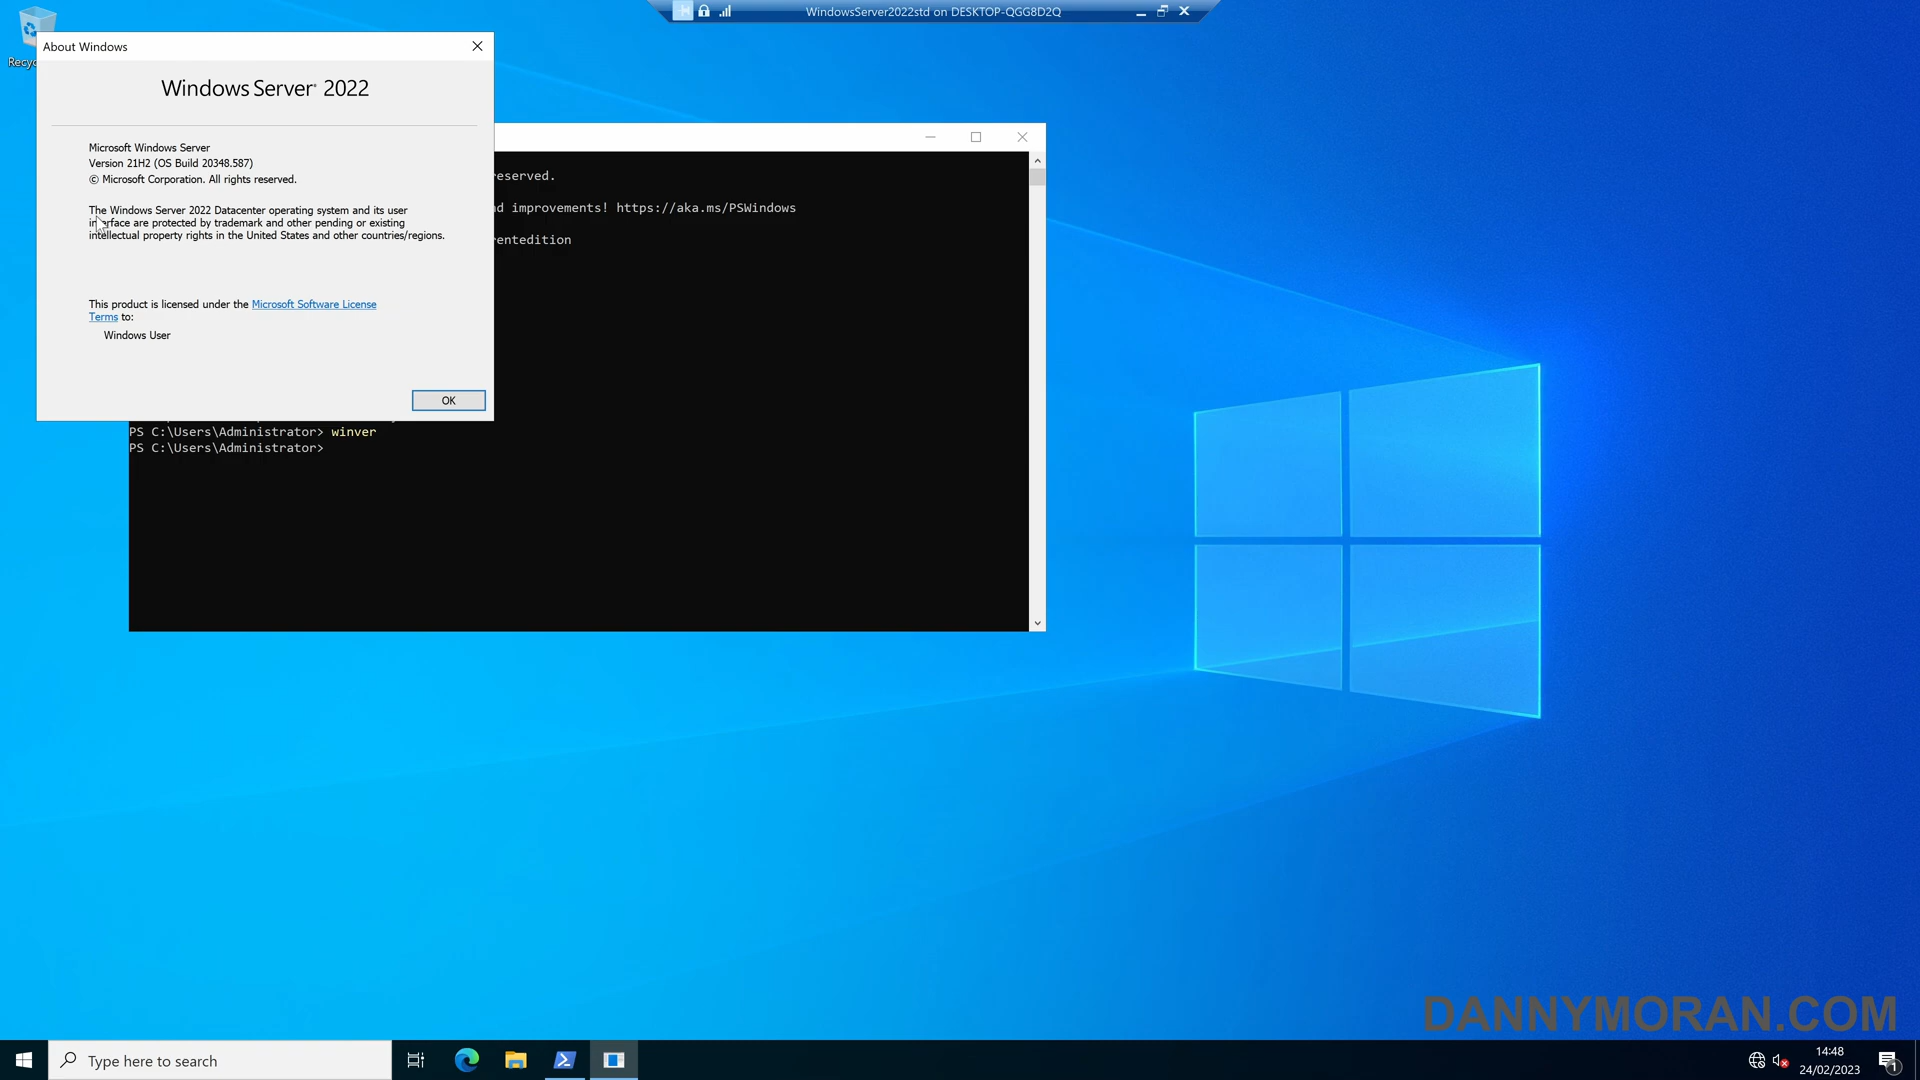 WindowsServer2022std on DESKTOP-QGG8D2Q
About Windows
Windows Server 2022
Microsoft Windows Server
Version 21H2 (OS Build 20348.587)
© Microsoft Corporation. All rights reserved.
The Windows Server 2022 Datacenter operating system and its user
interface are protected by trademark and other pending or existing
intellectual property rights in the United States and other countries/regions.
This product is licensed under the Microsoft Software License
Terms to:
Windows User
OK
eserved.
d improvements! https://aka.ms/PSWindows
entedition
PS C:\Users\Administrator> winver
PS C:\Users\Administrator>
DANNYMORAN.COM
Type here to search
14:48
24/02/2023
1